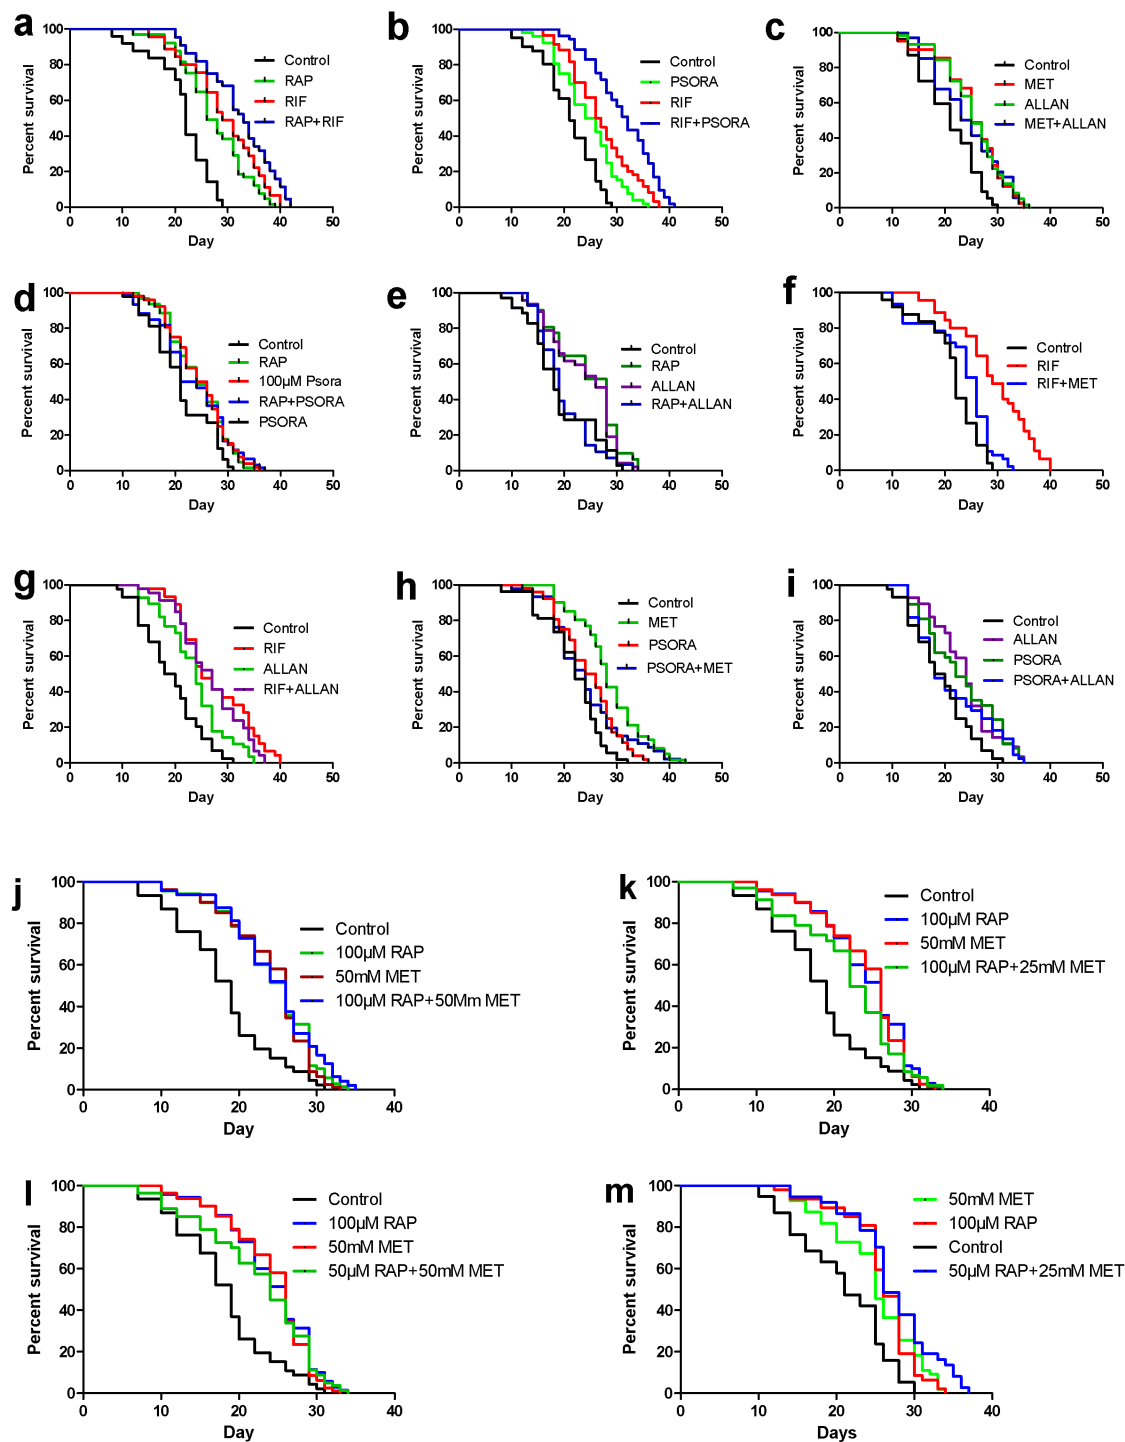 a
Percent survival
100
80
60
40
20
0
0 10 20 30 40 50
Day
Control
RAP
RIF
RAP+RIF
b
Percent survival
100
80
60
40
20
0
0 10 20 30 40 50
Day
Control
PSORA
RIF
RIF+PSORA
c
Percent survival
100
80
60
40
20
0
0 10 20 30 40 50
Day
Control
MET
ALLAN
MET+ALLAN
d
Percent survival
100
80
60
40
20
0
0 10 20 30 40 50
Day
Control
RAP
100µM Psora
RAP+PSORA
PSORA
e
Percent survival
100
80
60
40
20
0
0 10 20 30 40 50
Day
Control
RAP
ALLAN
RAP+ALLAN
f
Percent survival
100
80
60
40
20
0
0 10 20 30 40 50
Day
Control
RIF
RIF+MET
g
Percent survival
100
80
60
40
20
0
0 10 20 30 40 50
Day
Control
RIF
ALLAN
RIF+ALLAN
h
Percent survival
100
80
60
40
20
0
0 10 20 30 40 50
Day
Control
MET
PSORA
PSORA+MET
i
Percent survival
100
80
60
40
20
0
0 10 20 30 40 50
Day
Control
ALLAN
PSORA
PSORA+ALLAN
j
Percent survival
100
80
60
40
20
0
0 10 20 30 40
Day
Control
100µM RAP
50mM MET
100µM RAP+50Mm MET
k
Percent survival
100
80
60
40
20
0
0 10 20 30 40
Day
Control
100µM RAP
50mM MET
100µM RAP+25mM MET
l
Percent survival
100
80
60
40
20
0
0 10 20 30 40
Day
Control
100µM RAP
50mM MET
50µM RAP+50mM MET
m
Percent survival
100
80
60
40
20
0
0 10 20 30 40
Days
50mM MET
100µM RAP
Control
50µM RAP+25mM MET